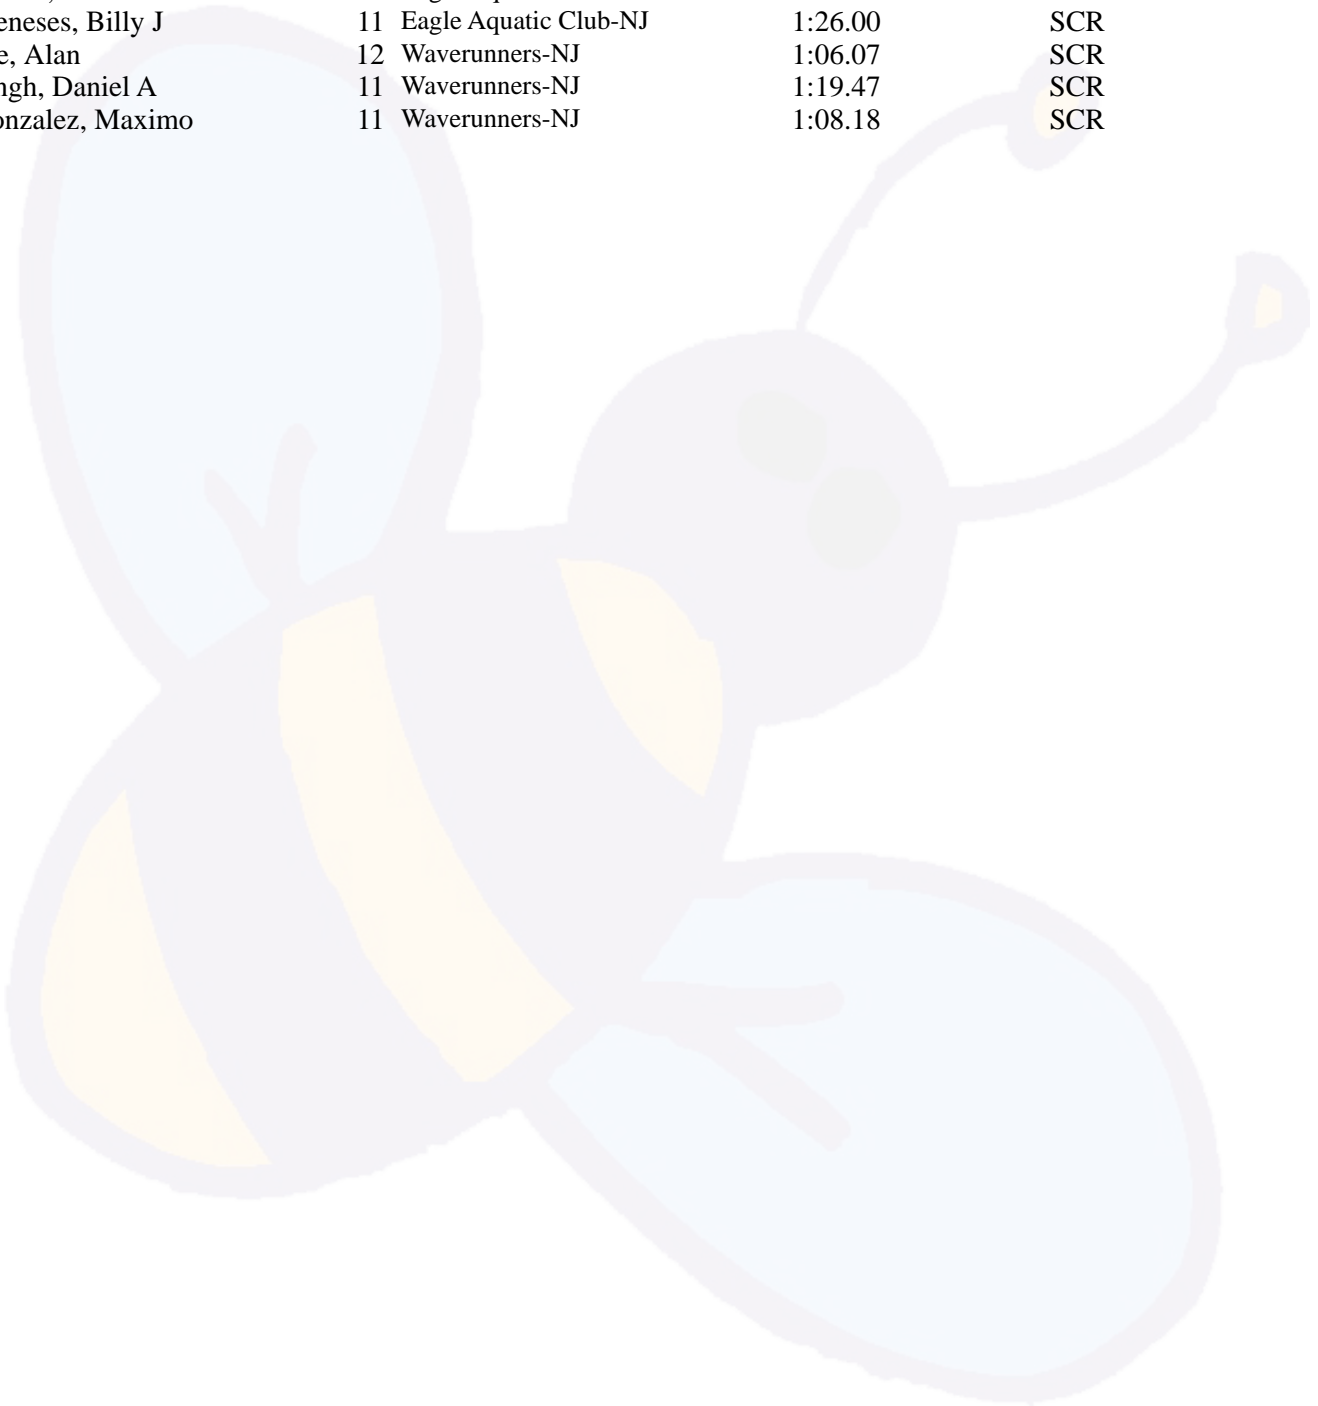 eneses, Billy J 11 Eagle Aquatic Club-NJ 1:26.00 SCR
e, Alan 12 Waverunners-NJ 1:06.07 SCR
ngh, Daniel A 11 Waverunners-NJ 1:19.47 SCR
onzalez, Maximo 11 Waverunners-NJ 1:08.18 SCR